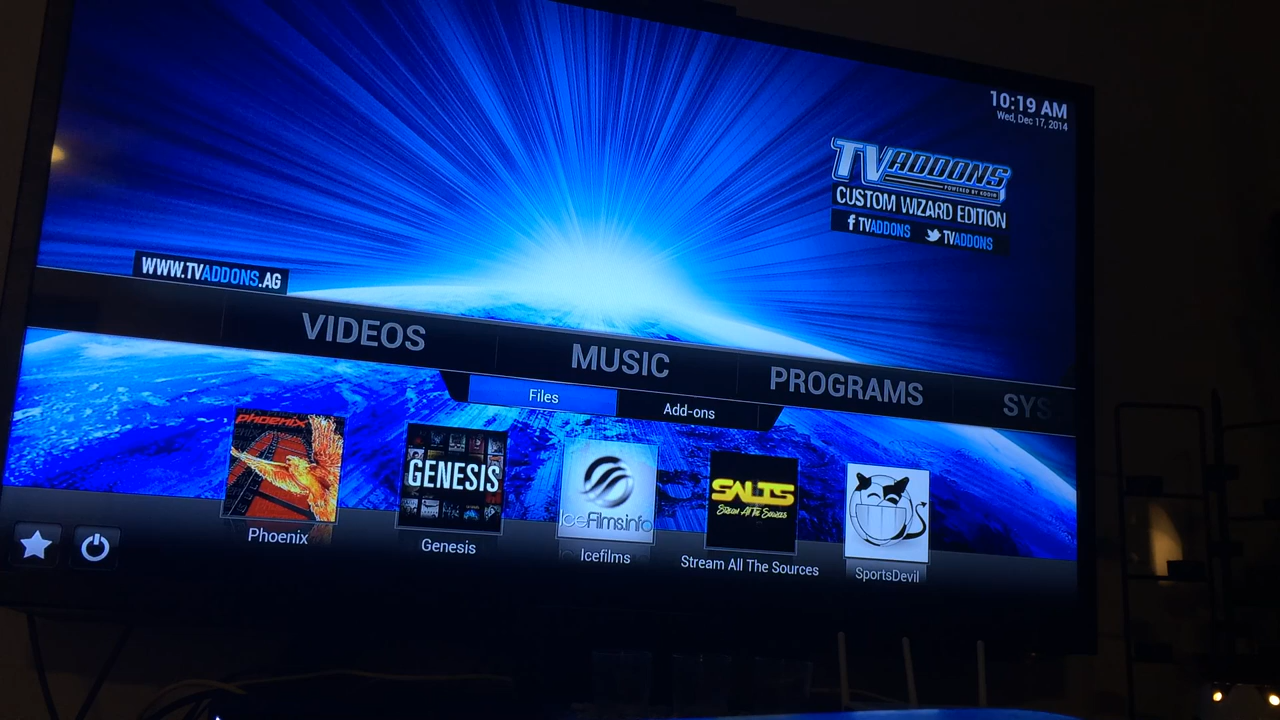 10:19 AM
Wed, Dec 17, 2014
TVADDONS
POWERED BY KODI
CUSTOM WIZARD EDITION
TVADDONS TVADDONS
WWW.TVADDONS.AG
VIDEOS
MUSIC
PROGRAMS
SYS
Files
Add-ons
PHOENIX
GENESIS
IceFilms.info
SALTS
STREAM ALL THE SOURCES
Phoenix
Genesis
Icefilms
Stream All The Sources
SportsDevil